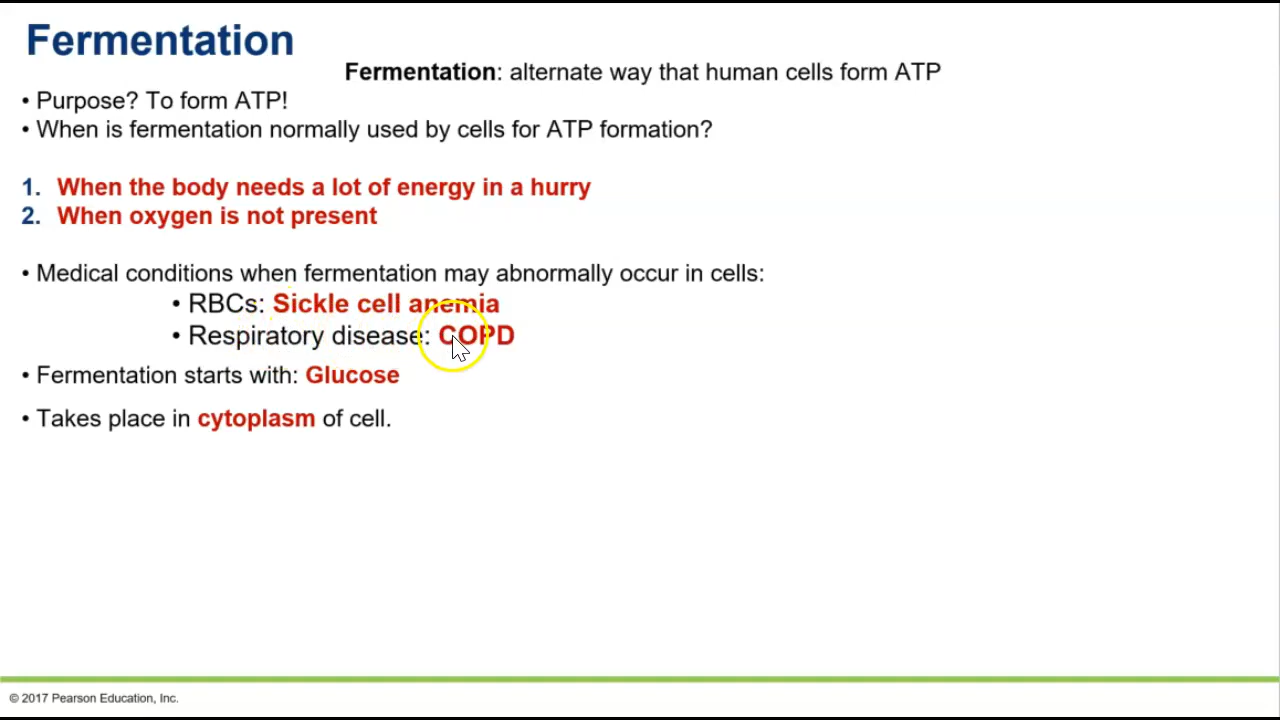 Fermentation
Fermentation: alternate way that human cells form ATP
• Purpose? To form ATP!
• When is fermentation normally used by cells for ATP formation?
1. When the body needs a lot of energy in a hurry
2. When oxygen is not present
• Medical conditions when fermentation may abnormally occur in cells:
• RBCs: Sickle cell anemia
• Respiratory disease: COPD
• Fermentation starts with: Glucose
• Takes place in cytoplasm of cell.
© 2017 Pearson Education, Inc.